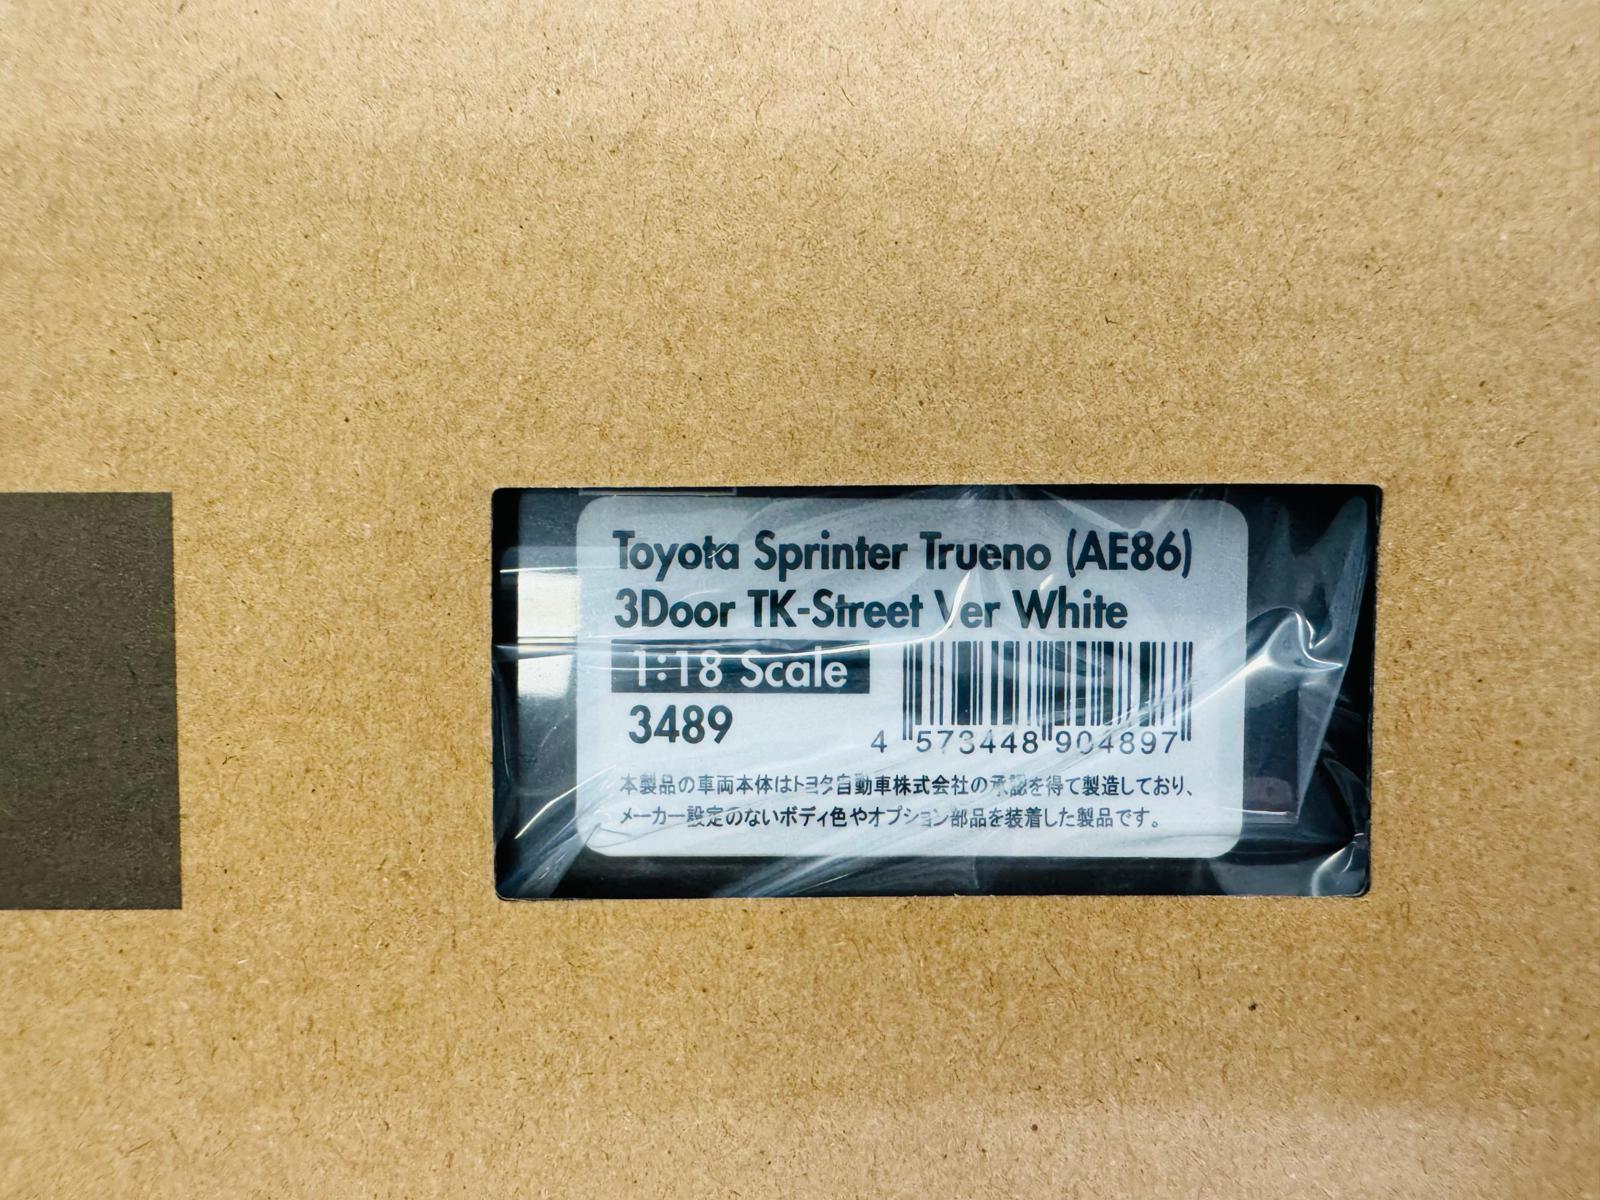 Toyota Sprinter Trueno (AE86)
3Door TK-Street Ver White
1:18 Scale
3489
4 573448 904897
本製品の車両本体はトヨタ自動車株式会社の承認を得て製造しており、
メーカー設定のないボディ色やオプション部品を装着した製品です。